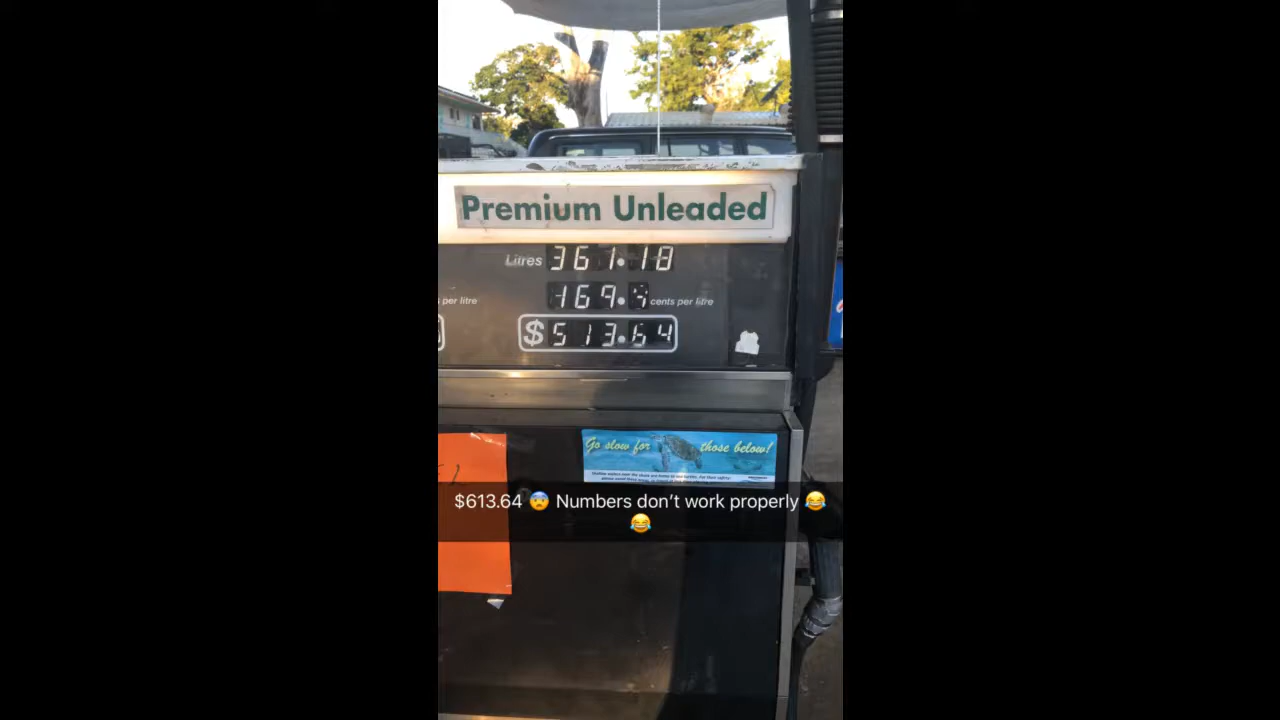 Premium Unleaded
Litres 361.18
per litre
169.9 cents per litre
$513.64
Go slow for those below!
$613.64 😨 Numbers don’t work properly 😂
😂